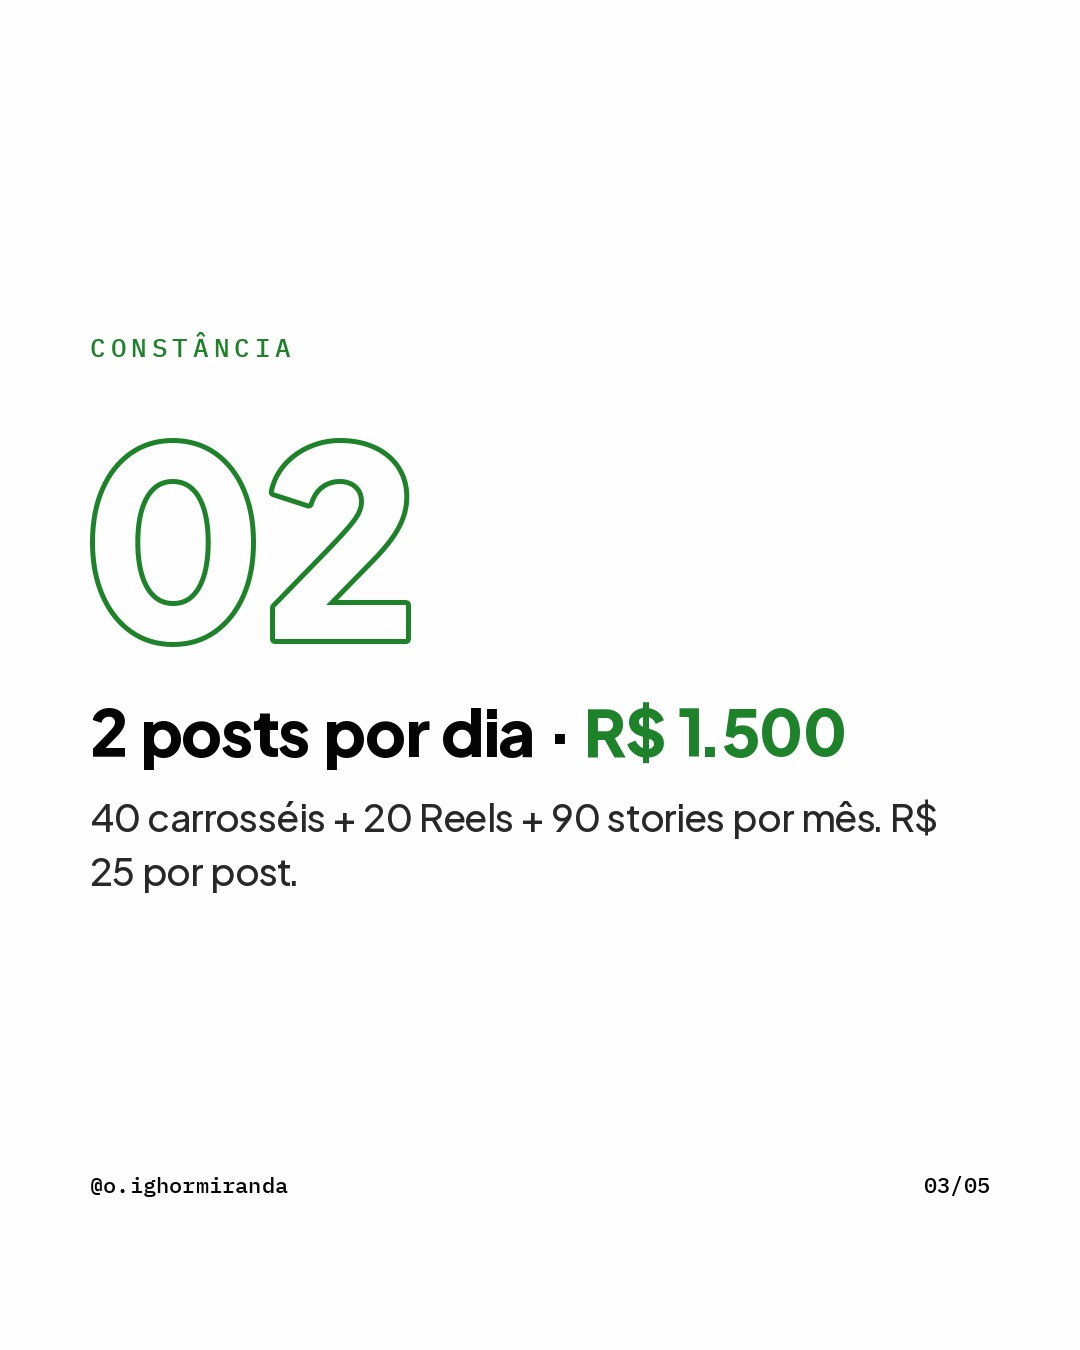 CONSTÂNCIA
02
2 posts por dia · R$ 1.500
40 carrosséis + 20 Reels + 90 stories por mês. R$
25 por post.
@o.ighormiranda
03/05